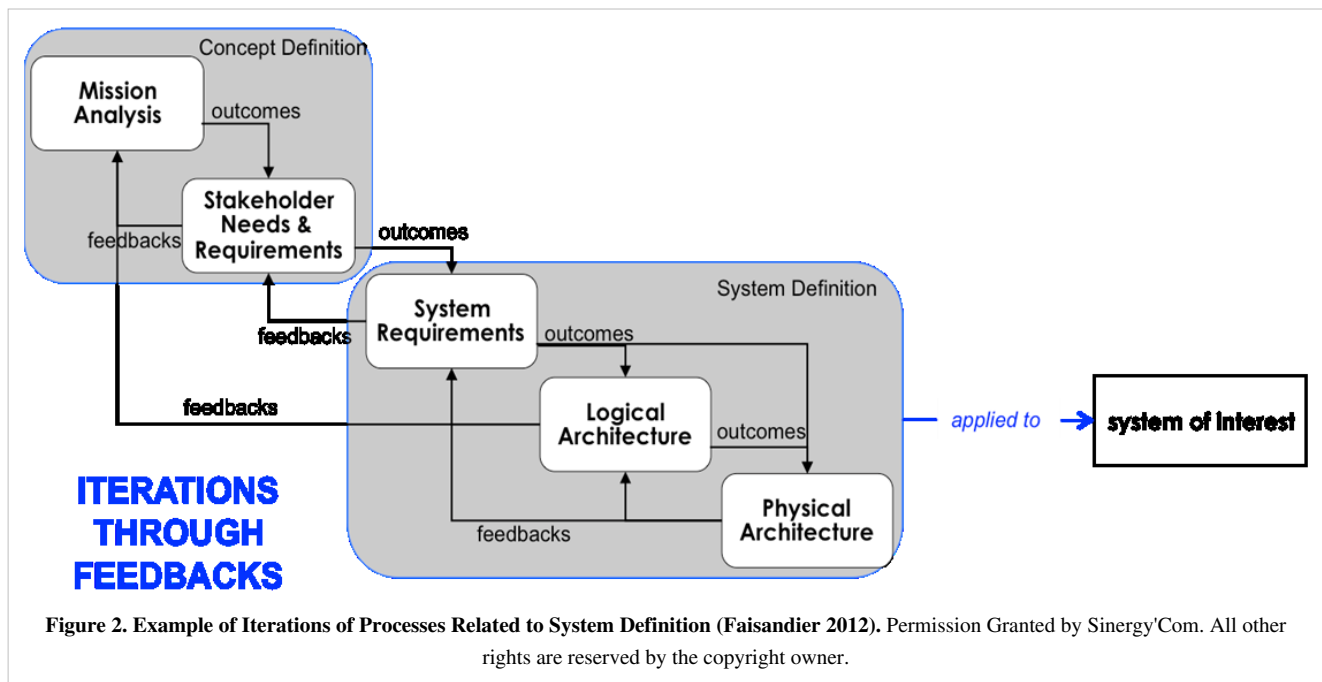 Concept Definition
Mission
Analysis
outcomes
Stakeholder
Needs &
Requirements
feedbacks
outcomes
System Definition
System
Requirements
feedbacks
outcomes
feedbacks
Logical
Architecture
outcomes
applied to
system of interest
ITERATIONS
THROUGH
FEEDBACKS
Physical
Architecture
feedbacks
Figure 2. Example of Iterations of Processes Related to System Definition (Faisandier 2012). Permission Granted by Sinergy'Com. All other
rights are reserved by the copyright owner.